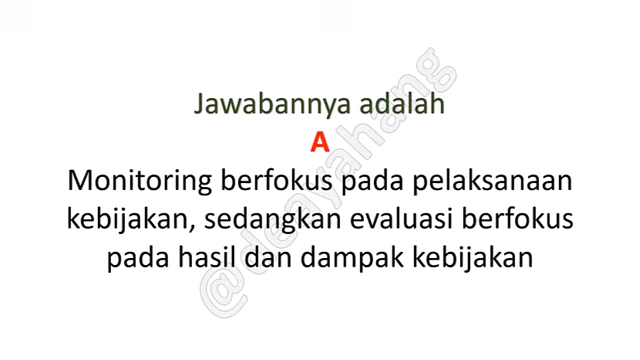 Jawabannya adalah
A
Monitoring berfokus pada pelaksanaan
kebijakan, sedangkan evaluasi berfokus
pada hasil dan dampak kebijakan
@deayahang